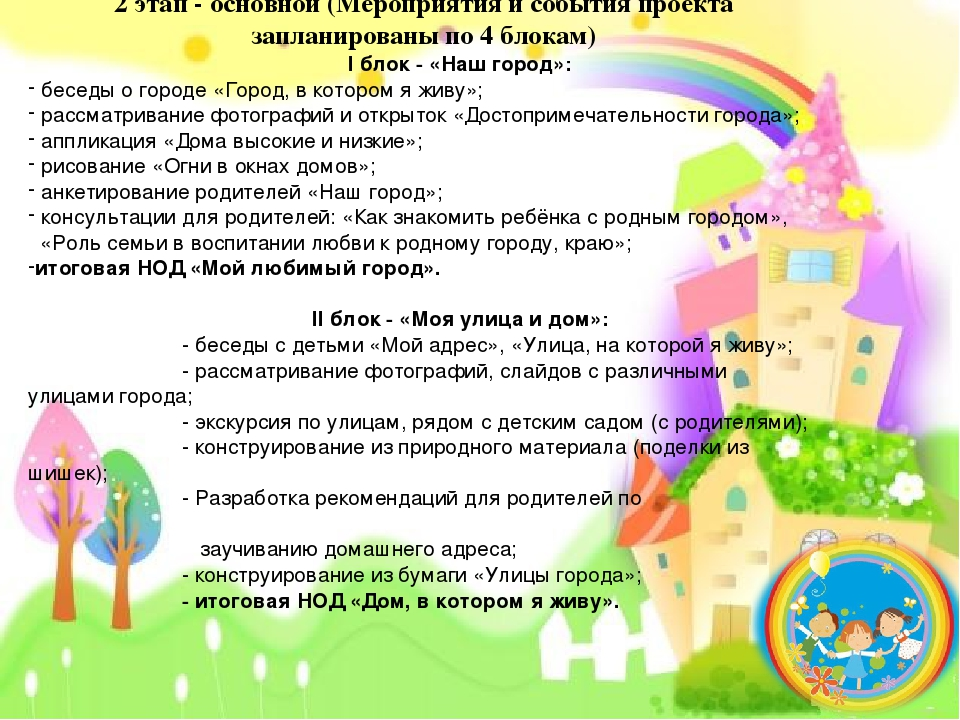 2 этап - основной (Мероприятия и события проекта
запланированы по 4 блокам)
I блок - «Наш город»:
- беседы о городе «Город, в котором я живу»;
- рассматривание фотографий и открыток «Достопримечательности города»;
- аппликация «Дома высокие и низкие»;
- рисование «Огни в окнах домов»;
- анкетирование родителей «Наш город»;
- консультации для родителей: «Как знакомить ребёнка с родным городом»,
«Роль семьи в воспитании любви к родному городу, краю»;
-итоговая НОД «Мой любимый город».
II блок - «Моя улица и дом»:
- беседы с детьми «Мой адрес», «Улица, на которой я живу»;
- рассматривание фотографий, слайдов с различными
улицами города;
- экскурсия по улицам, рядом с детским садом (с родителями);
- конструирование из природного материала (поделки из
шишек);
- Разработка рекомендаций для родителей по
заучиванию домашнего адреса;
- конструирование из бумаги «Улицы города»;
- итоговая НОД «Дом, в котором я живу».